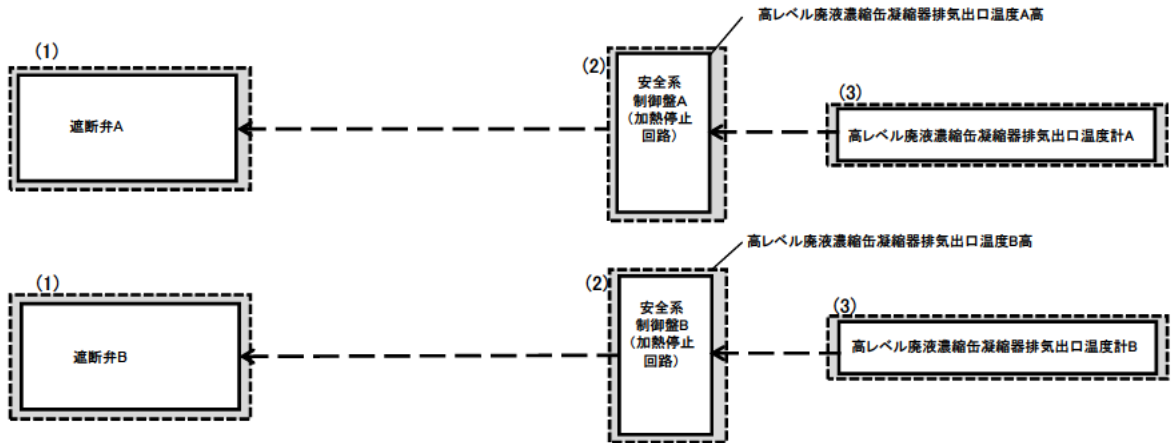 高レベル廃液濃縮缶凝縮器排気出口温度A高
(1)
(2)
安全系
制御盤A
(加熱停止
回路)
(3)
遮断弁A
高レベル廃液濃縮缶凝縮器排気出口温度計A
高レベル廃液濃縮缶凝縮器排気出口温度B高
(1)
(2)
安全系
制御盤B
(加熱停止
回路)
(3)
遮断弁B
高レベル廃液濃縮缶凝縮器排気出口温度計B